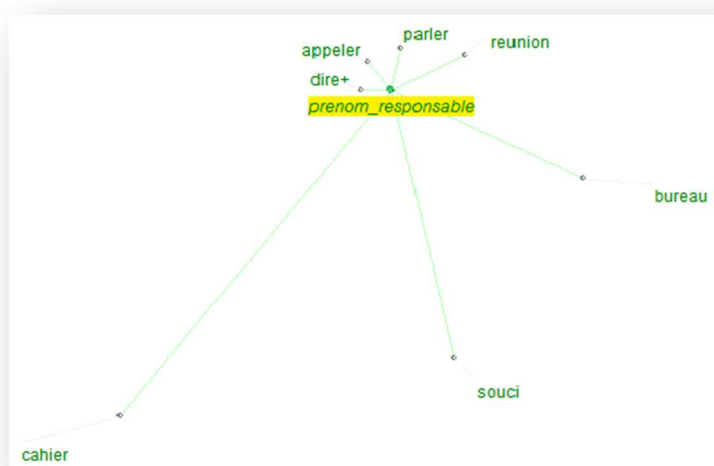 parler
reunion
appeler
dire+
prenom_responsable
bureau
souci
cahier